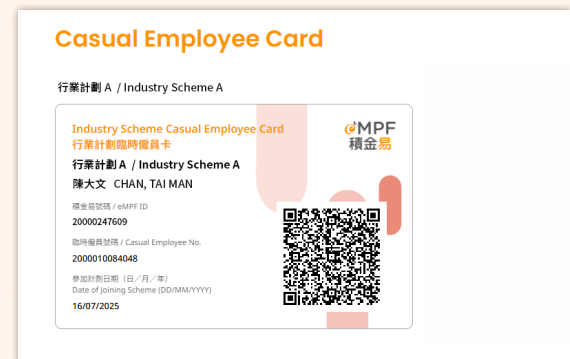 Casual Employee Card
行業計劃 A / Industry Scheme A
Industry Scheme Casual Employee Card
行業計劃臨時僱員卡
eMPF
積金易
行業計劃 A / Industry Scheme A
陳大文 CHAN, TAI MAN
積金易號碼 / eMPF ID
20000247609
臨時僱員號碼 / Casual Employee No.
2000010084048
參加計劃日期（日／月／年）
Date of Joining Scheme (DD/MM/YYYY)
16/07/2025